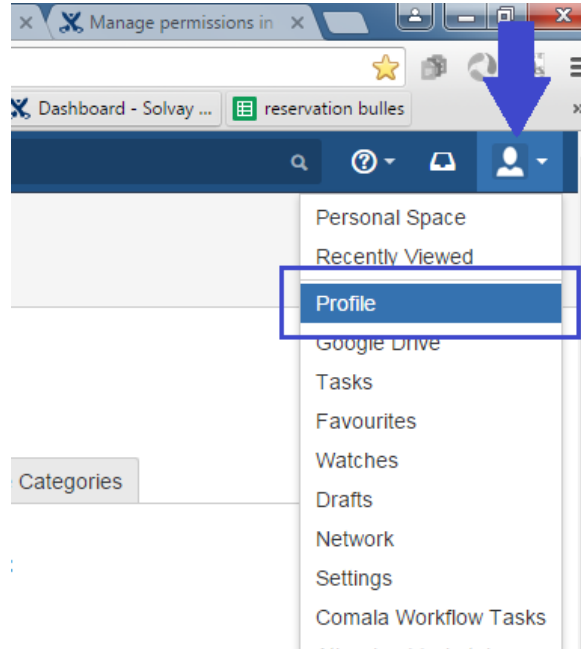 Manage permissions in
Dashboard - Solvay ...
reservation bulles
Personal Space
Recently Viewed
Profile
Google Drive
Tasks
Favourites
Watches
Categories
Drafts
Network
Settings
Comala Workflow Tasks